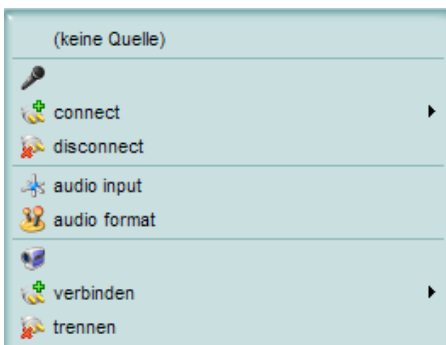 (keine Quelle)
connect
disconnect
audio input
audio format
verbinden
trennen